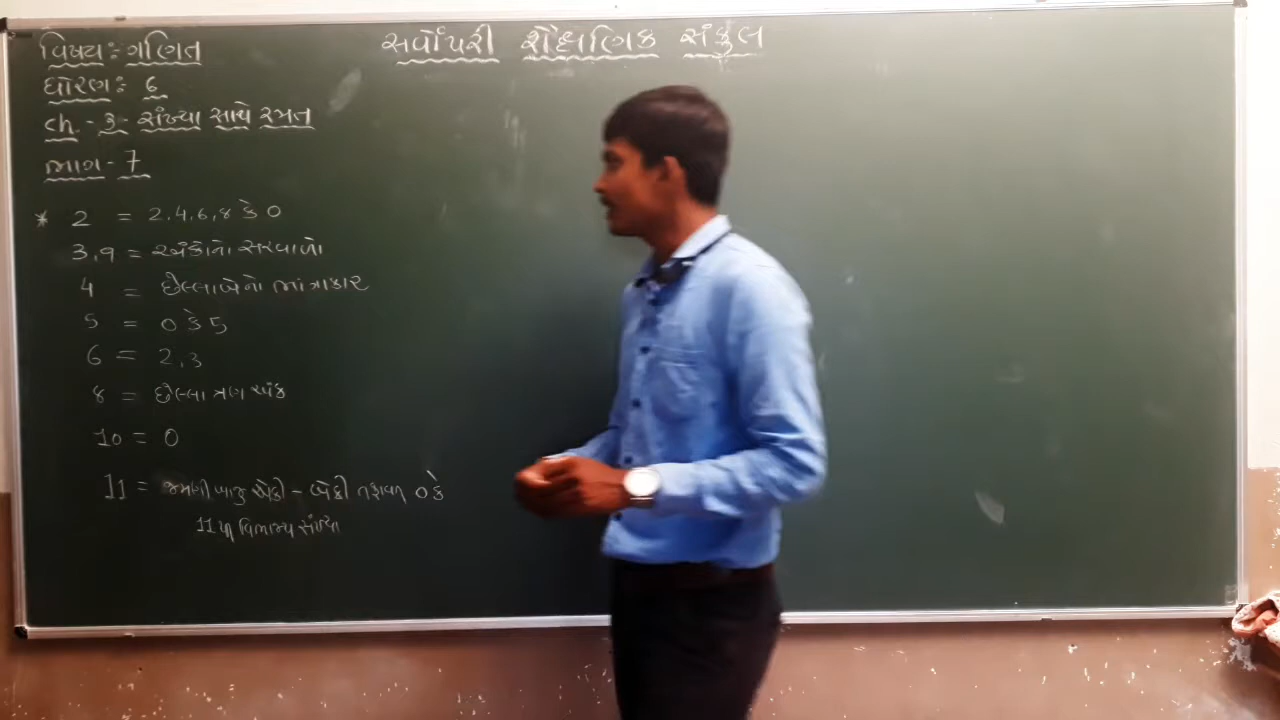 સર્વોપરી શૈક્ષણિક સંકુલ
વિષય : ગણિત
ધોરણ : 6
ch - 3 - સંખ્યા સાથે રમત
ભાગ - 7
* 2 = 2, 4, 6, 8 કે 0
3, 9 = અંકોનો સરવાળો
4 = છેલ્લા બેનો ભાંગાકાર
5 = 0 કે 5
6 = 2, 3
8 = છેલ્લા ત્રણ અંક
10 = 0
11 = જમણી બાજુ એકી - બેકી તફાવત 0 કે
11 થી વિભાજ્ય સંખ્યા